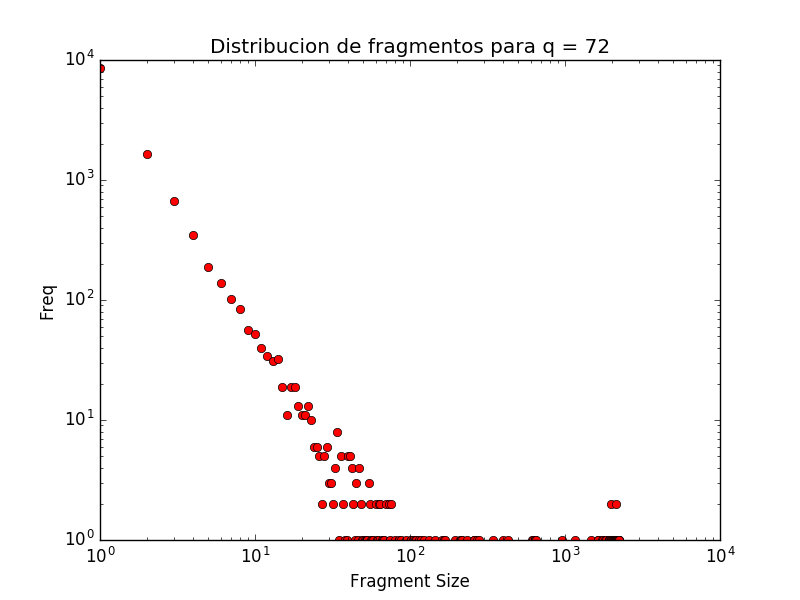 Distribucion de fragmentos para q = 72
10^4
10^3
10^2
10^1
10^0
Freq
10^0 10^1 10^2 10^3 10^4
Fragment Size